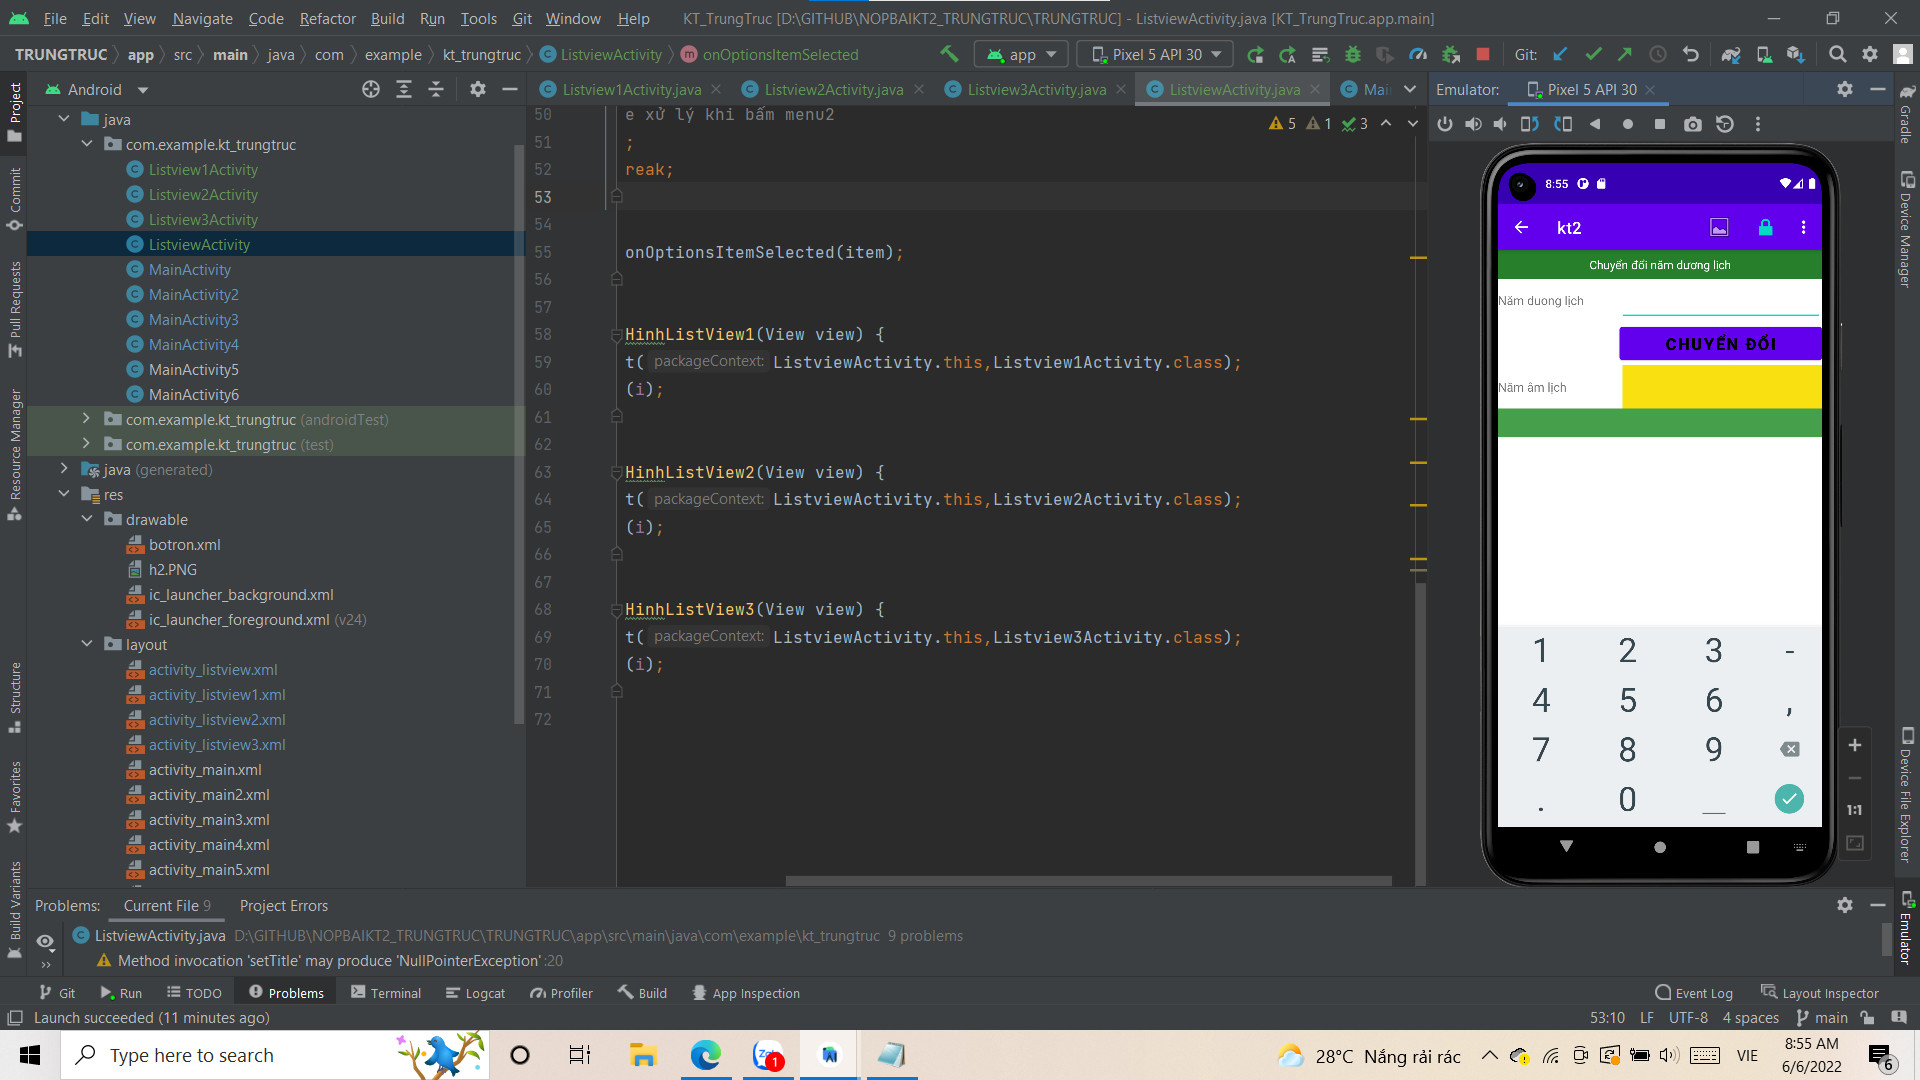 File Edit View Navigate Code Refactor Build Run Tools Git Window Help KT_TrungTruc [D:\GITHUB\NOPBAIKT2_TRUNGTRUC\TRUNGTRUC] - ListviewActivity.java [KT_TrungTruc.app.main]
TRUNGTRUC app src main java com example kt_trungtruc ListviewActivity onOptionsItemSelected
app Pixel 5 API 30 Git:
Android
Listview1Activity.java Listview2Activity.java Listview3Activity.java ListviewActivity.java Mai
Emulator: Pixel 5 API 30
Project
Commit
Pull Requests
Resource Manager
Structure
Favorites
Build Variants
java
com.example.kt_trungtruc
Listview1Activity
Listview2Activity
Listview3Activity
ListviewActivity
MainActivity
MainActivity2
MainActivity3
MainActivity4
MainActivity5
MainActivity6
com.example.kt_trungtruc (androidTest)
com.example.kt_trungtruc (test)
java (generated)
res
drawable
botron.xml
h2.PNG
ic_launcher_background.xml
ic_launcher_foreground.xml (v24)
layout
activity_listview.xml
activity_listview1.xml
activity_listview2.xml
activity_listview3.xml
activity_main.xml
activity_main2.xml
activity_main3.xml
activity_main4.xml
activity_main5.xml
5 1 3
50 e xử lý khi bấm menu2
51 ;
52 reak;
53
54
55 onOptionsItemSelected(item);
56
57
58 HinhListView1(View view) {
59 t( packageContext: ListviewActivity.this,Listview1Activity.class);
60 (i);
61
62
63 HinhListView2(View view) {
64 t( packageContext: ListviewActivity.this,Listview2Activity.class);
65 (i);
66
67
68 HinhListView3(View view) {
69 t( packageContext: ListviewActivity.this,Listview3Activity.class);
70 (i);
71
72
8:55
kt2
Chuyển đổi năm dương lịch
Năm duong lịch
CHUYỂN ĐỔI
Năm âm lịch
1 2 3 -
4 5 6 ,
7 8 9
. 0 _
1:1
Gradle
Device Manager
Device File Explorer
Emulator
Problems: Current File 9 Project Errors
ListviewActivity.java D:\GITHUB\NOPBAIKT2_TRUNGTRUC\TRUNGTRUC\app\src\main\java\com\example\kt_trungtruc 9 problems
Method invocation 'setTitle' may produce 'NullPointerException' :20
Git Run TODO Problems Terminal Logcat Profiler Build App Inspection Event Log Layout Inspector
Launch succeeded (11 minutes ago) 53:10 LF UTF-8 4 spaces main
Type here to search
1
28°C Nắng rải rác
VIE
8:55 AM
6/6/2022
6